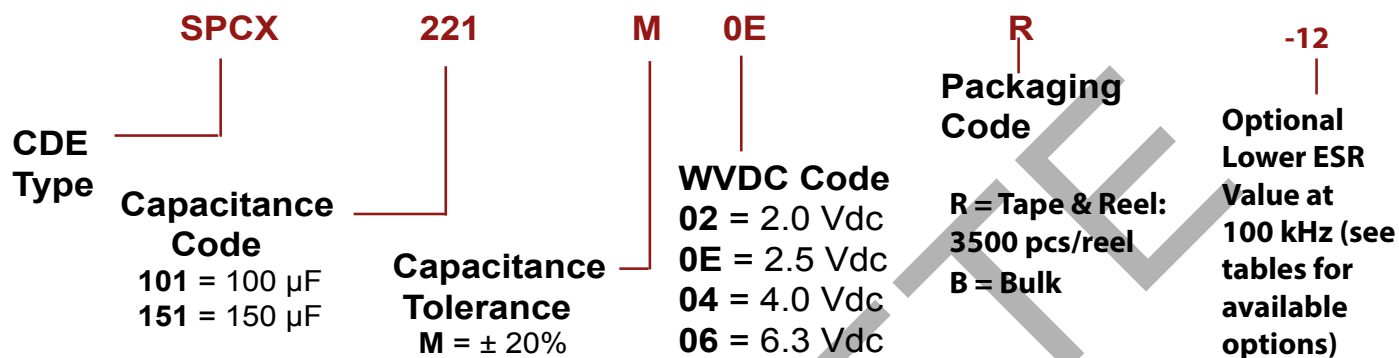 SPCX 221 M 0E R -12
CDE
Type
Capacitance
Code
101 = 100 µF
151 = 150 µF
Capacitance
Tolerance
M = ± 20%
WVDC Code
02 = 2.0 Vdc
0E = 2.5 Vdc
04 = 4.0 Vdc
06 = 6.3 Vdc
Packaging
Code
R = Tape & Reel:
3500 pcs/reel
B = Bulk
Optional
Lower ESR
Value at
100 kHz (see
tables for
available
options)